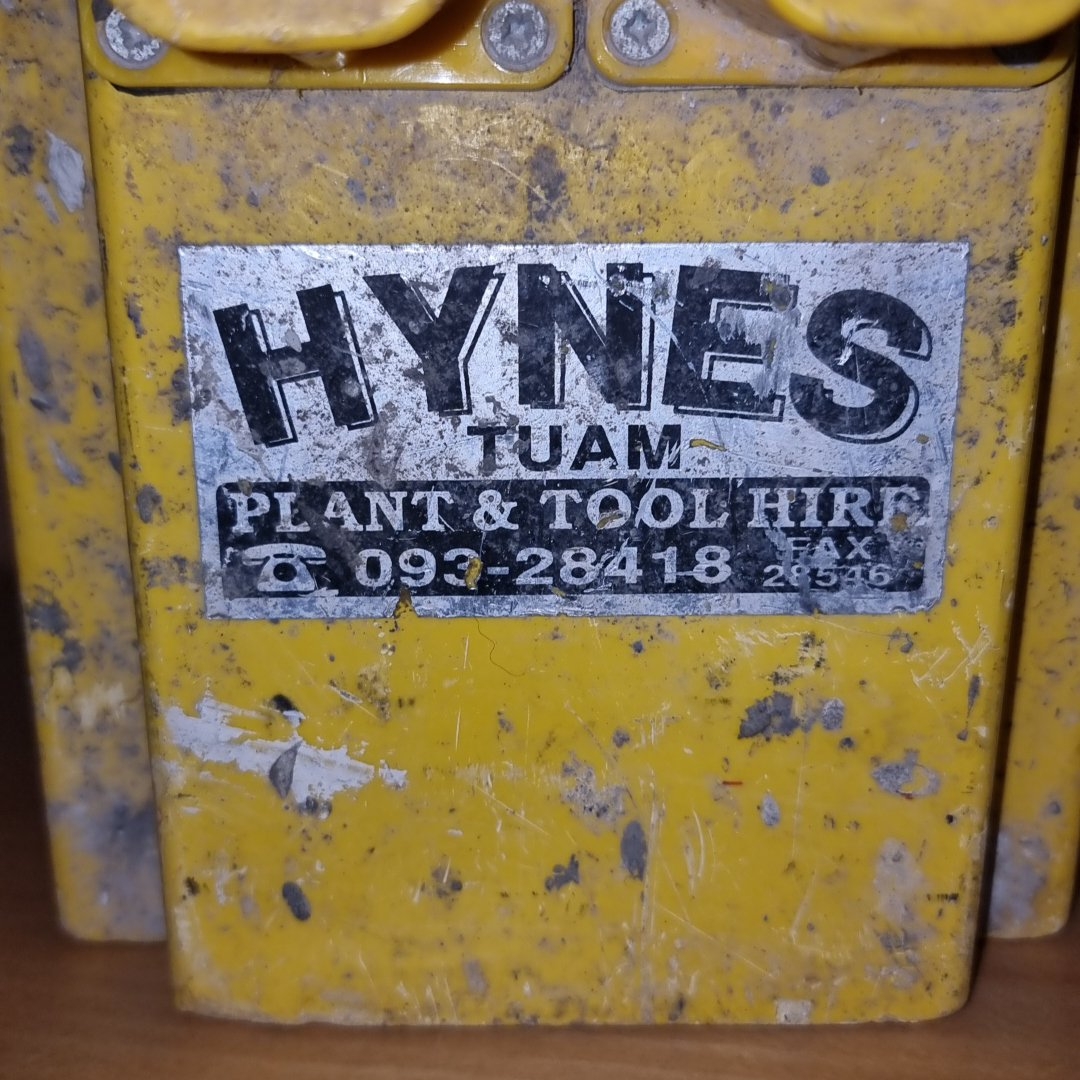 HYNES
TUAM
PLANT & TOOL HIRE
093-28418
FAX
28546